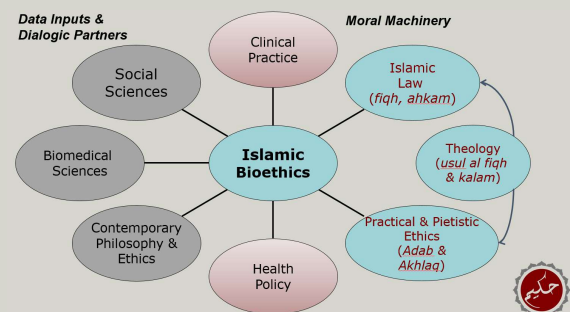 Data Inputs &
Dialogic Partners
Moral Machinery
Clinical
Practice
Social
Sciences
Islamic
Law
(fiqh, ahkam)
Biomedical
Sciences
Islamic
Bioethics
Theology
(usul al fiqh
& kalam)
Contemporary
Philosophy &
Ethics
Practical & Pietistic
Ethics
(Adab &
Akhlaq)
Health
Policy
حكيم